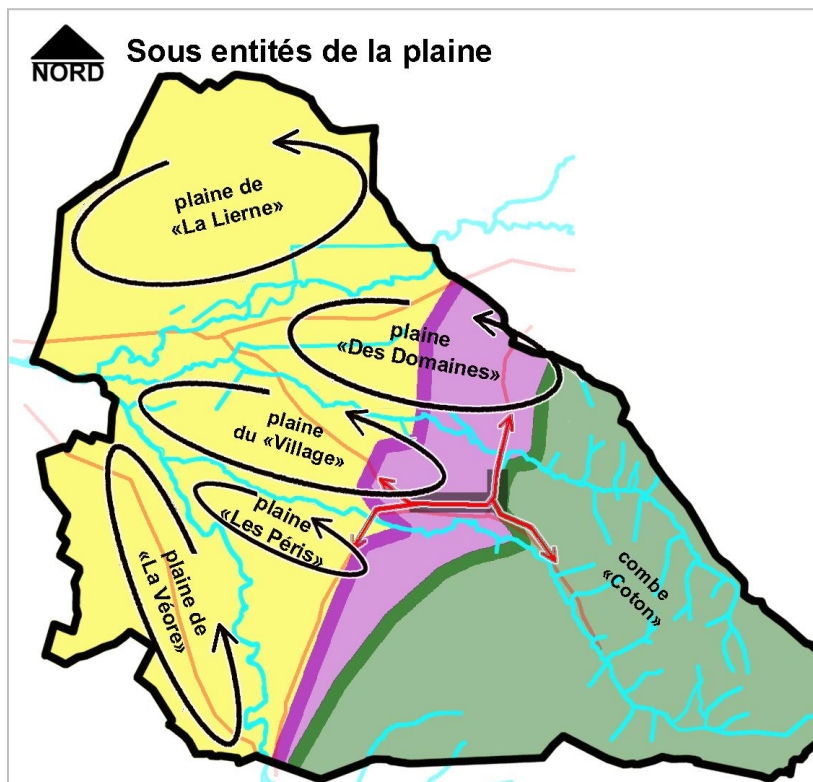 NORD
Sous entités de la plaine
plaine de
«La Lierne»
plaine
«Des Domaines»
plaine
du «Village»
plaine
«Les Péris»
plaine de
«La Véore»
combe
«Coton»